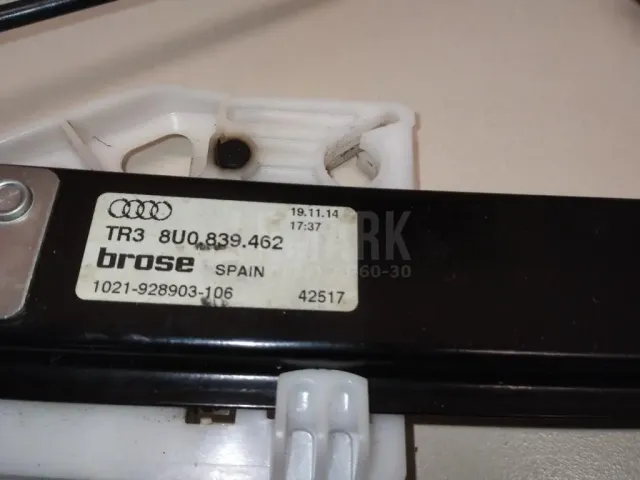 19.11.14
17:37
TR3 8U0.839.462
brose SPAIN
1021-928903-106 42517